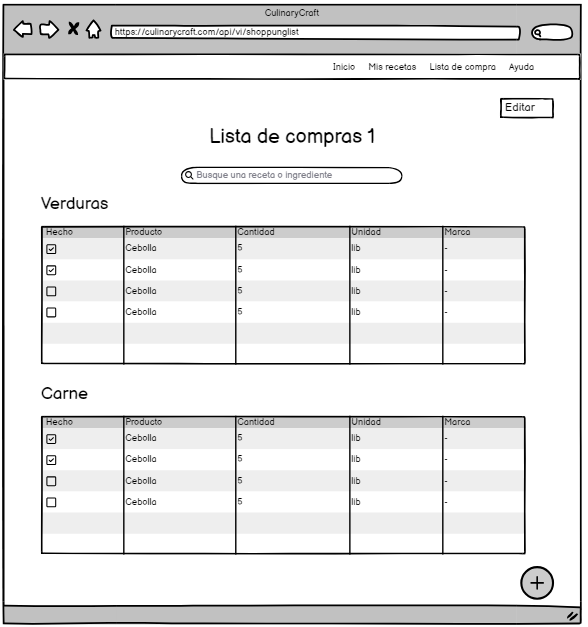 CulinaryCraft
https://culinarycraft.com/api/vi/shoppunglist
Inicio Mis recetas Lista de compra Ayuda
Editar
Lista de compras 1
Busque una receta o ingrediente
Verduras
Hecho Producto Cantidad Unidad Marca
Cebolla 5 lib -
Cebolla 5 lib -
Cebolla 5 lib -
Cebolla 5 lib -
Carne
Hecho Producto Cantidad Unidad Marca
Cebolla 5 lib -
Cebolla 5 lib -
Cebolla 5 lib -
Cebolla 5 lib -